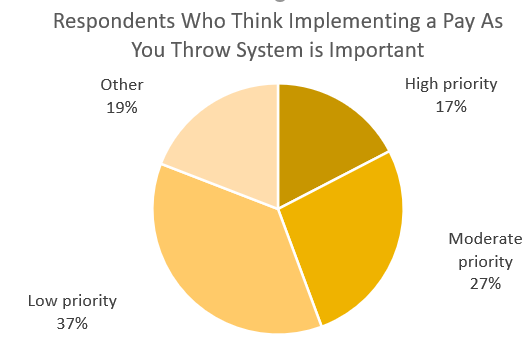 Respondents Who Think Implementing a Pay As
You Throw System is Important
Other
19%
High priority
17%
Moderate
priority
27%
Low priority
37%